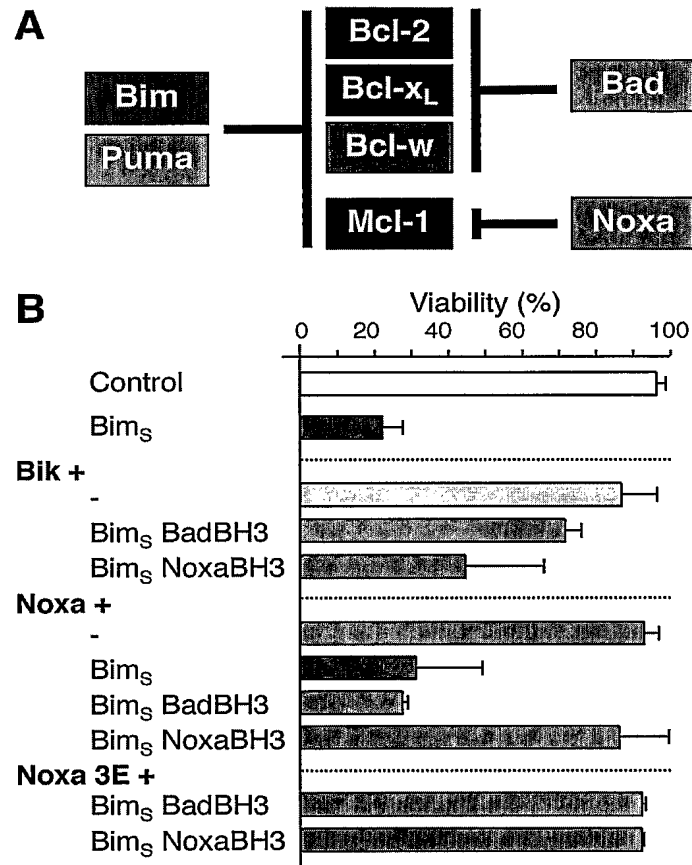 A
Bim
Puma
Bcl-2
Bcl-xL
Bcl-w
Mcl-1
Bad
Noxa
B
Viability (%)
0 20 40 60 80 100
Control
BimS
Bik +
-
BimS BadBH3
BimS NoxaBH3
Noxa +
-
BimS
BimS BadBH3
BimS NoxaBH3
Noxa 3E +
BimS BadBH3
BimS NoxaBH3